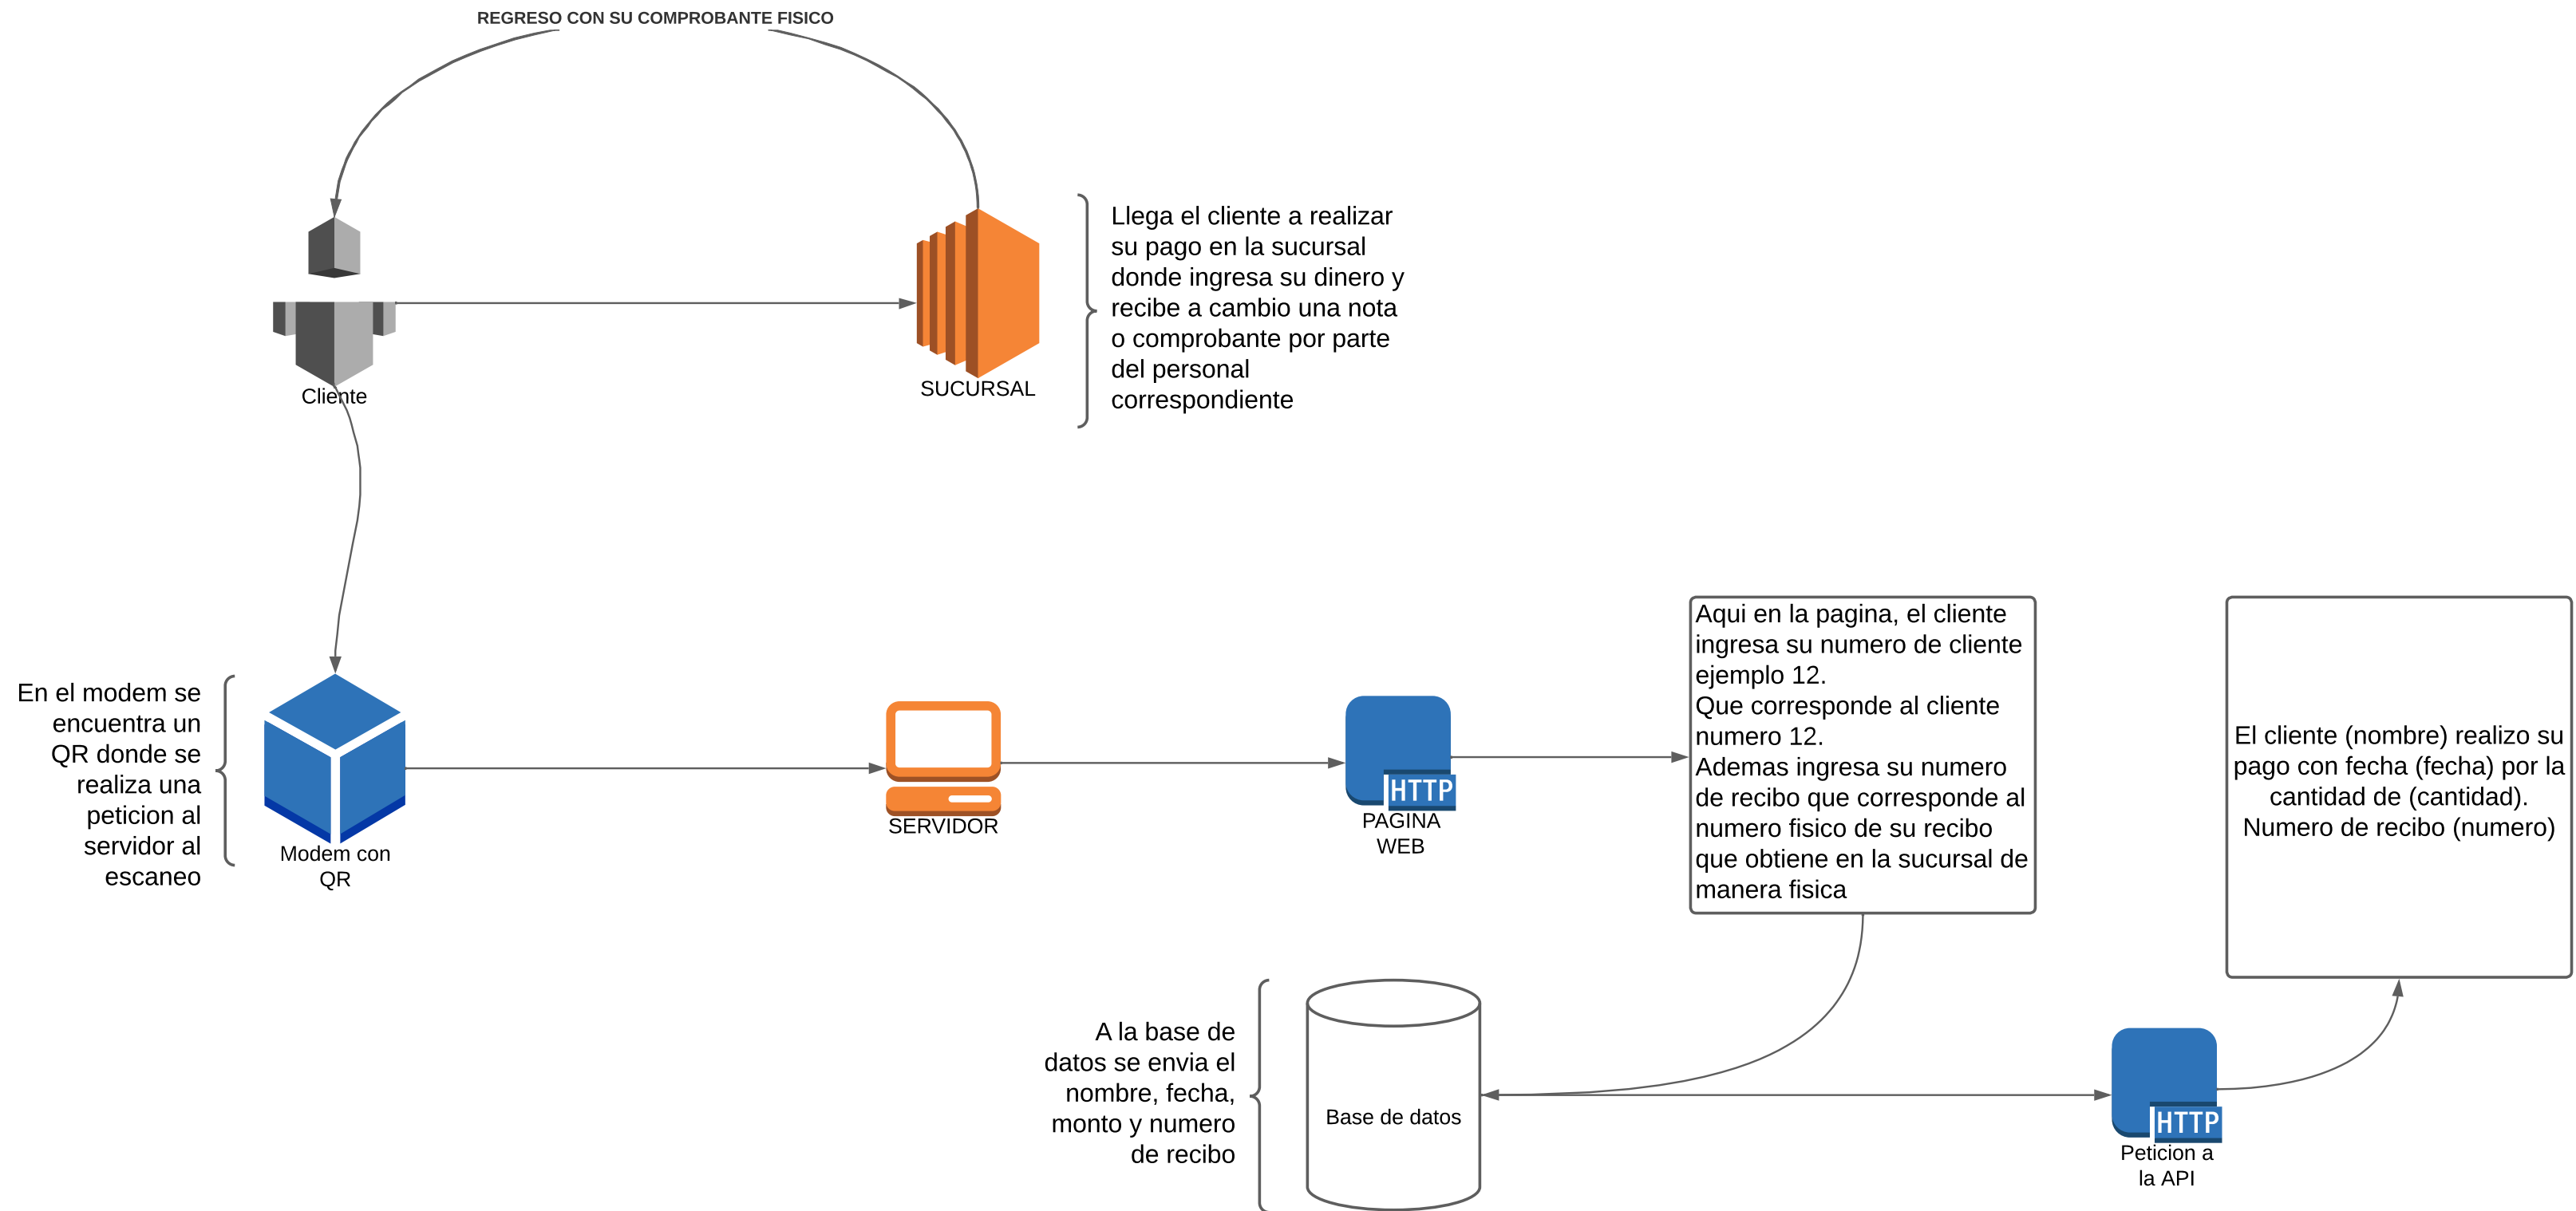 REGRESO CON SU COMPROBANTE FISICO
Llega el cliente a realizar
su pago en la sucursal
donde ingresa su dinero y
recibe a cambio una nota
o comprobante por parte
del personal
correspondiente
Cliente
SUCURSAL
En el modem se
encuentra un
QR donde se
realiza una
peticion al
servidor al
escaneo
Modem con
QR
SERVIDOR
HTTP
PAGINA
WEB
Aqui en la pagina, el cliente
ingresa su numero de cliente
ejemplo 12.
Que corresponde al cliente
numero 12.
Ademas ingresa su numero
de recibo que corresponde al
numero fisico de su recibo
que obtiene en la sucursal de
manera fisica
El cliente (nombre) realizo su
pago con fecha (fecha) por la
cantidad de (cantidad).
Numero de recibo (numero)
A la base de
datos se envia el
nombre, fecha,
monto y numero
de recibo
Base de datos
HTTP
Peticion a
la API